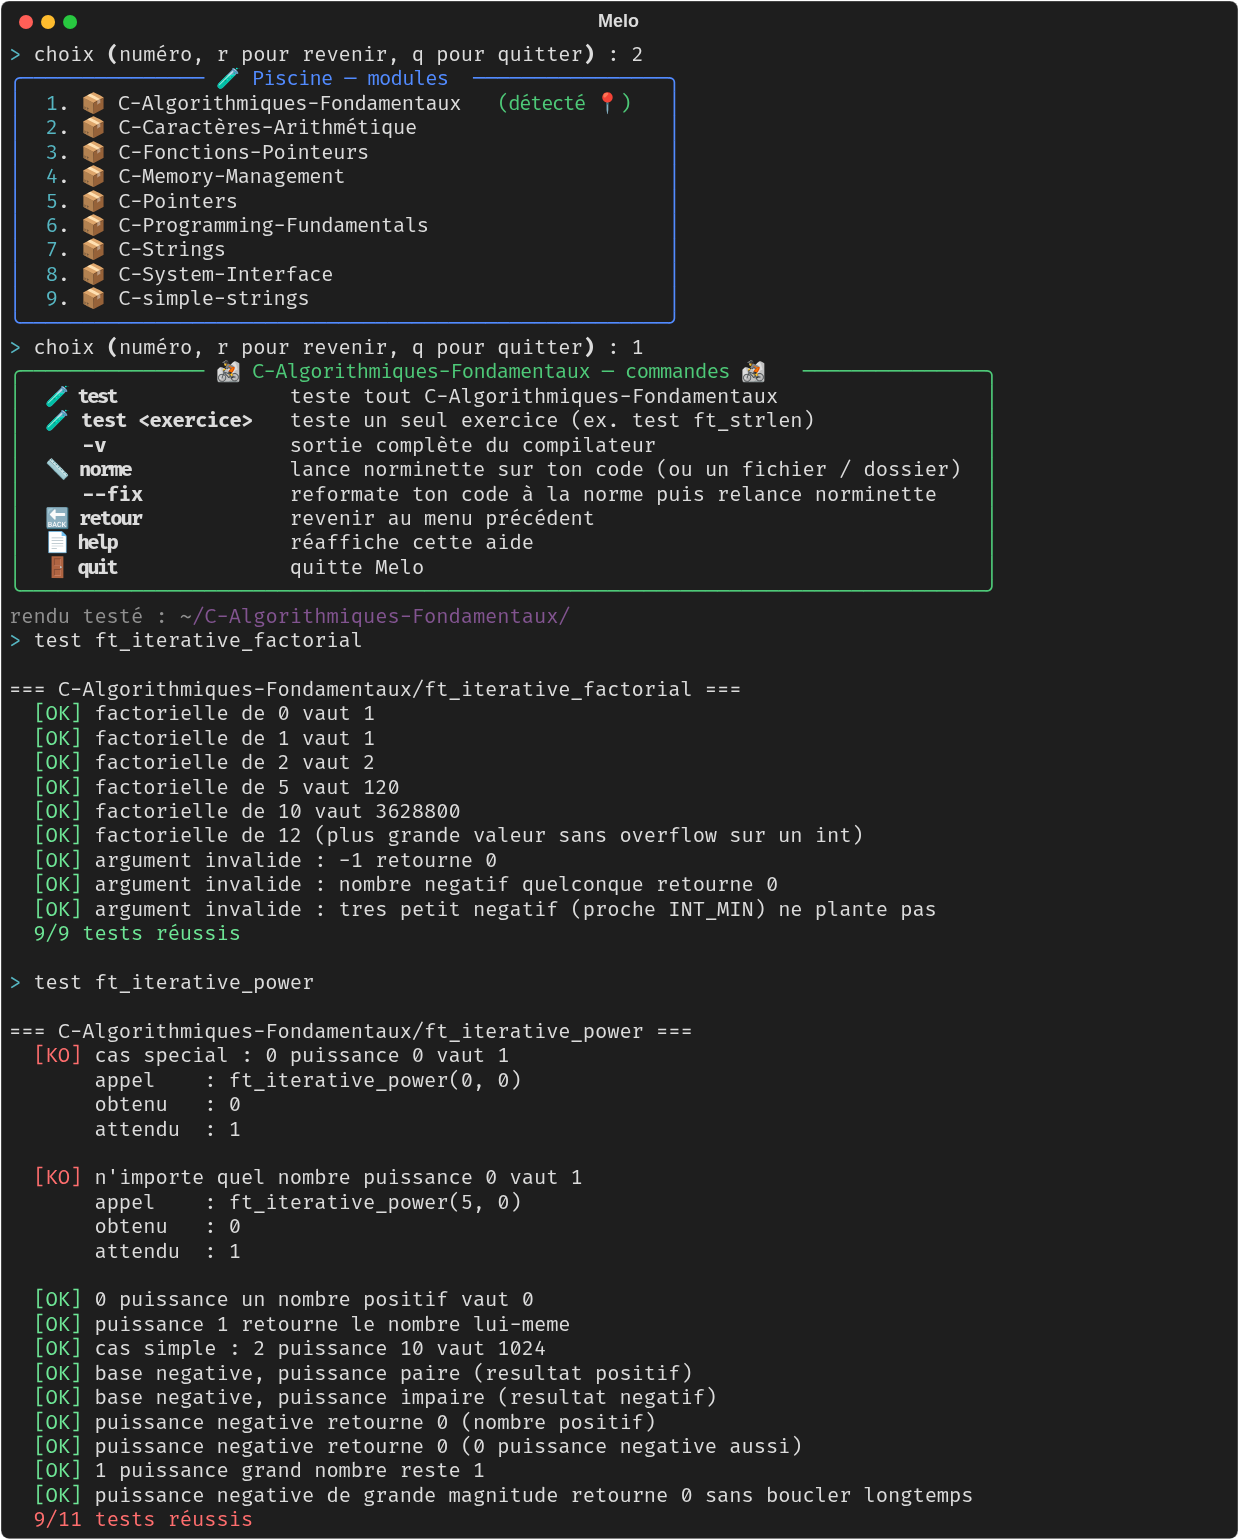 Melo
> choix (numéro, r pour revenir, q pour quitter) : 2
Piscine — modules
1. C-Algorithmiques-Fondamentaux (détecté )
2. C-Caractères-Arithmétique
3. C-Fonctions-Pointeurs
4. C-Memory-Management
5. C-Pointers
6. C-Programming-Fundamentals
7. C-Strings
8. C-System-Interface
9. C-simple-strings
> choix (numéro, r pour revenir, q pour quitter) : 1
C-Algorithmiques-Fondamentaux — commandes
test teste tout C-Algorithmiques-Fondamentaux
test <exercice> teste un seul exercice (ex. test ft_strlen)
-v sortie complète du compilateur
norme lance norminette sur ton code (ou un fichier / dossier)
--fix reformate ton code à la norme puis relance norminette
BACK retour revenir au menu précédent
help réaffiche cette aide
quit quitte Melo
rendu testé : ~/C-Algorithmiques-Fondamentaux/
> test ft_iterative_factorial
=== C-Algorithmiques-Fondamentaux/ft_iterative_factorial ===
[OK] factorielle de 0 vaut 1
[OK] factorielle de 1 vaut 1
[OK] factorielle de 2 vaut 2
[OK] factorielle de 5 vaut 120
[OK] factorielle de 10 vaut 3628800
[OK] factorielle de 12 (plus grande valeur sans overflow sur un int)
[OK] argument invalide : -1 retourne 0
[OK] argument invalide : nombre negatif quelconque retourne 0
[OK] argument invalide : tres petit negatif (proche INT_MIN) ne plante pas
9/9 tests réussis
> test ft_iterative_power
=== C-Algorithmiques-Fondamentaux/ft_iterative_power ===
[KO] cas special : 0 puissance 0 vaut 1
appel : ft_iterative_power(0, 0)
obtenu : 0
attendu : 1
[KO] n'importe quel nombre puissance 0 vaut 1
appel : ft_iterative_power(5, 0)
obtenu : 0
attendu : 1
[OK] 0 puissance un nombre positif vaut 0
[OK] puissance 1 retourne le nombre lui-meme
[OK] cas simple : 2 puissance 10 vaut 1024
[OK] base negative, puissance paire (resultat positif)
[OK] base negative, puissance impaire (resultat negatif)
[OK] puissance negative retourne 0 (nombre positif)
[OK] puissance negative retourne 0 (0 puissance negative aussi)
[OK] 1 puissance grand nombre reste 1
[OK] puissance negative de grande magnitude retourne 0 sans boucler longtemps
9/11 tests réussis